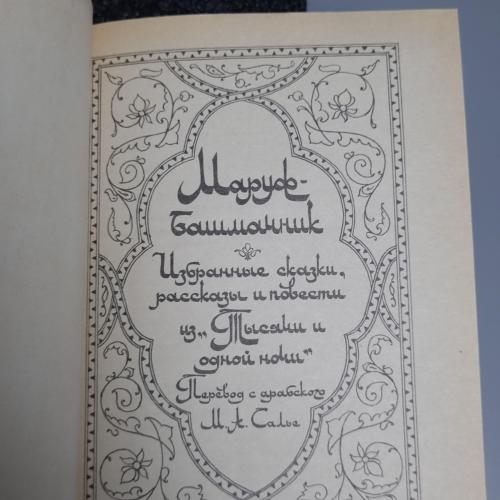 Маруф-
Башмачник
Избранные сказки,
рассказы и повести
из „Тысячи и
одной ночи“
Перевод с арабского
М. А. Салье